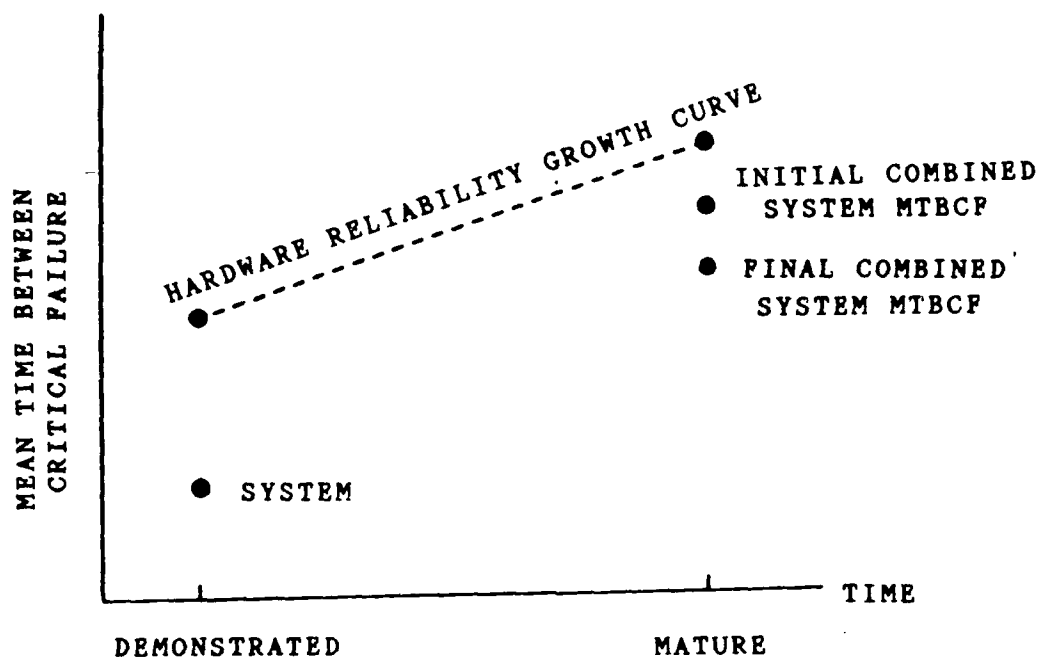 MEAN TIME BETWEEN
CRITICAL FAILURE
HARDWARE RELIABILITY GROWTH CURVE
INITIAL COMBINED
SYSTEM MTBCF
FINAL COMBINED
SYSTEM MTBCF
SYSTEM
TIME
DEMONSTRATED
MATURE